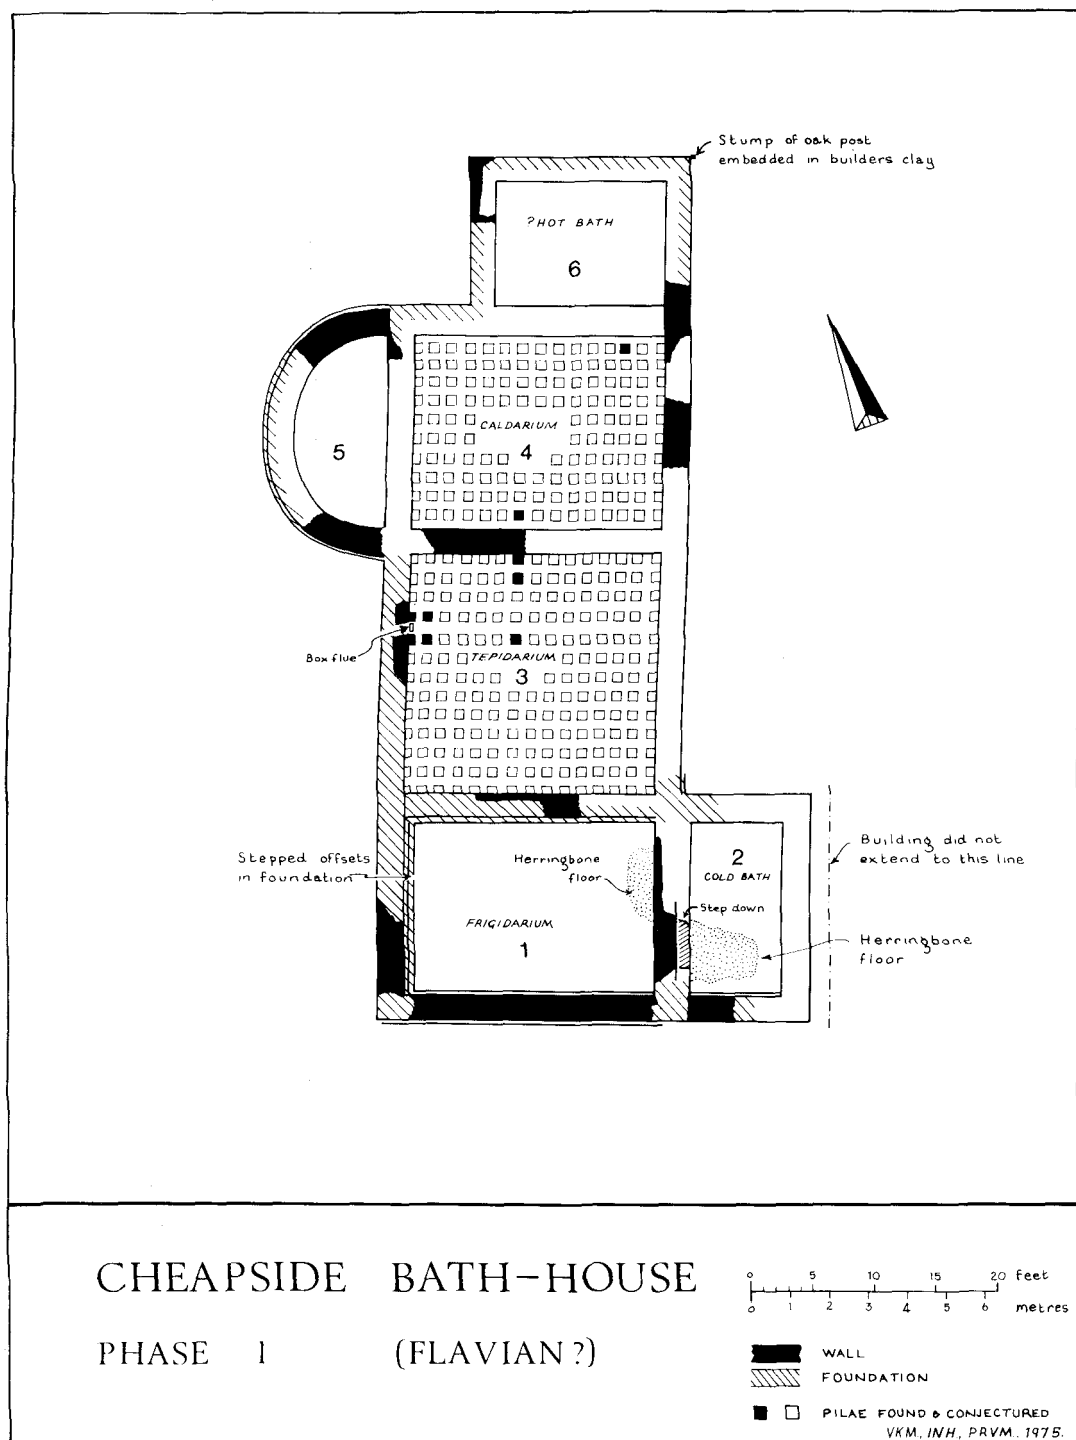 Stump of oak post
embedded in builders clay
?HOT BATH
6
5
CALDARIUM
4
Box flue
TEPIDARIUM
3
Stepped offsets
in foundation
Herringbone
floor
FRIGIDARIUM
1
2
COLD BATH
Step down
Building did not
extend to this line
Herringbone
floor
CHEAPSIDE BATH-HOUSE
PHASE 1 (FLAVIAN?)
0 5 10 15 20 feet
0 1 2 3 4 5 6 metres
WALL
FOUNDATION
PILAE FOUND & CONJECTURED
VKM, INH, PRVM. 1975.